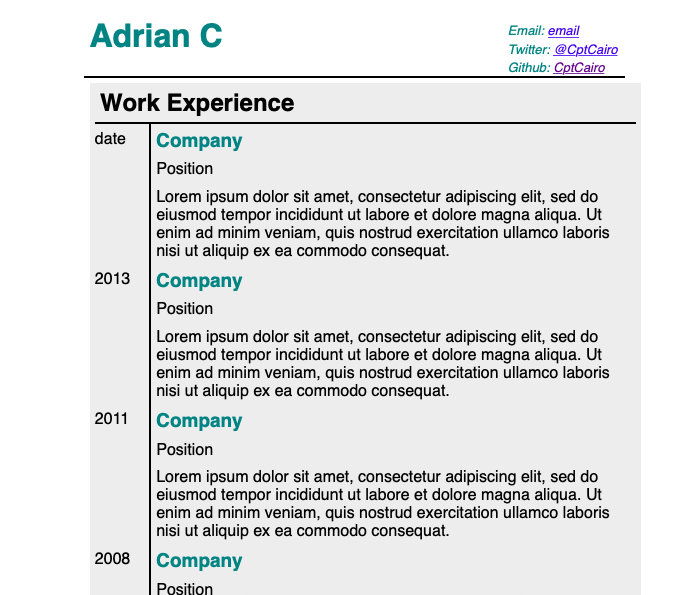 Adrian C
Email: email
Twitter: @CptCairo
Github: CptCairo
Work Experience
date
Company
Position
Lorem ipsum dolor sit amet, consectetur adipiscing elit, sed do
eiusmod tempor incididunt ut labore et dolore magna aliqua. Ut
enim ad minim veniam, quis nostrud exercitation ullamco laboris
nisi ut aliquip ex ea commodo consequat.
2013
Company
Position
Lorem ipsum dolor sit amet, consectetur adipiscing elit, sed do
eiusmod tempor incididunt ut labore et dolore magna aliqua. Ut
enim ad minim veniam, quis nostrud exercitation ullamco laboris
nisi ut aliquip ex ea commodo consequat.
2011
Company
Position
Lorem ipsum dolor sit amet, consectetur adipiscing elit, sed do
eiusmod tempor incididunt ut labore et dolore magna aliqua. Ut
enim ad minim veniam, quis nostrud exercitation ullamco laboris
nisi ut aliquip ex ea commodo consequat.
2008
Company
Position